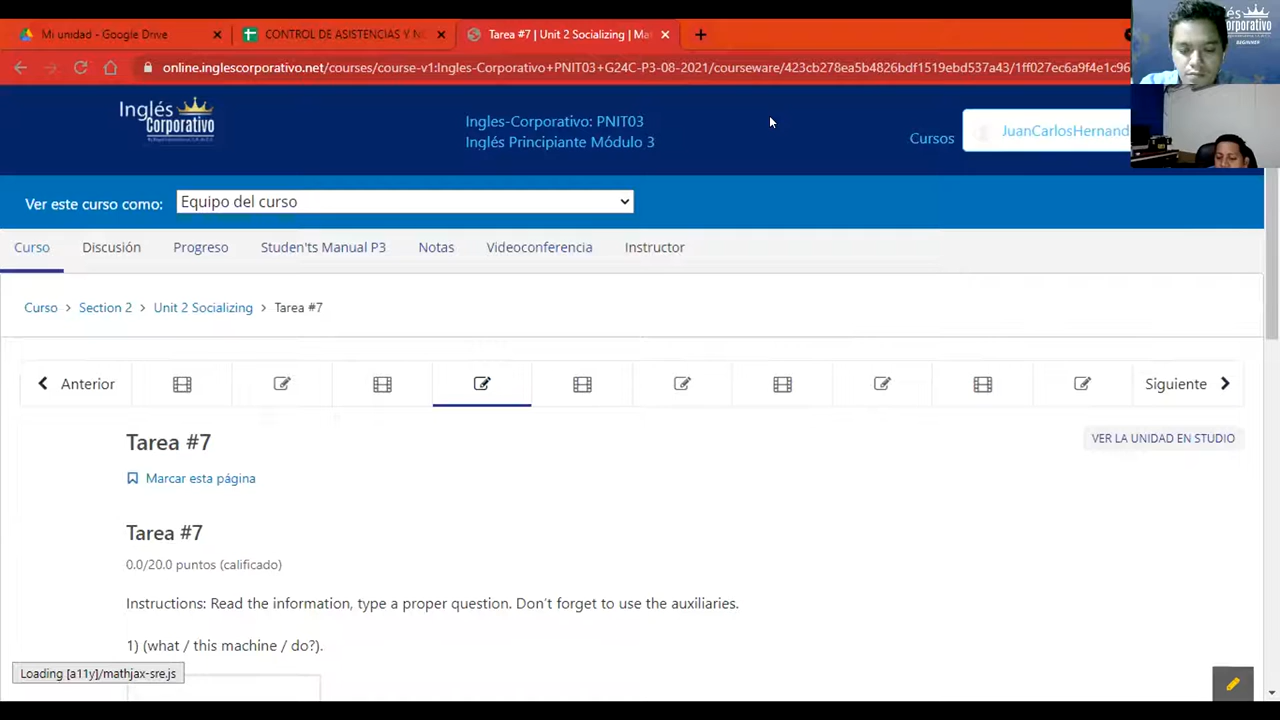 Mi unidad - Google Drive
CONTROL DE ASISTENCIAS Y N
Tarea #7 | Unit 2 Socializing | Ma
online.inglescorporativo.net/courses/course-v1:Ingles-Corporativo+PNIT03+G24C-P3-08-2021/courseware/423cb278ea5b4826bdf1519ebd537a43/1ff027ec6a9f4e1c96
Inglés
Corporativo
Ingles-Corporativo: PNIT03
Inglés Principiante Módulo 3
Cursos
JuanCarlosHernand
Ver este curso como:
Equipo del curso
Curso
Discusión
Progreso
Studen'ts Manual P3
Notas
Videoconferencia
Instructor
Curso > Section 2 > Unit 2 Socializing > Tarea #7
Anterior
Siguiente
Tarea #7
VER LA UNIDAD EN STUDIO
Marcar esta página
Tarea #7
0.0/20.0 puntos (calificado)
Instructions: Read the information, type a proper question. Don't forget to use the auxiliaries.
1) (what / this machine / do?).
Loading [a11y]/mathjax-sre.js